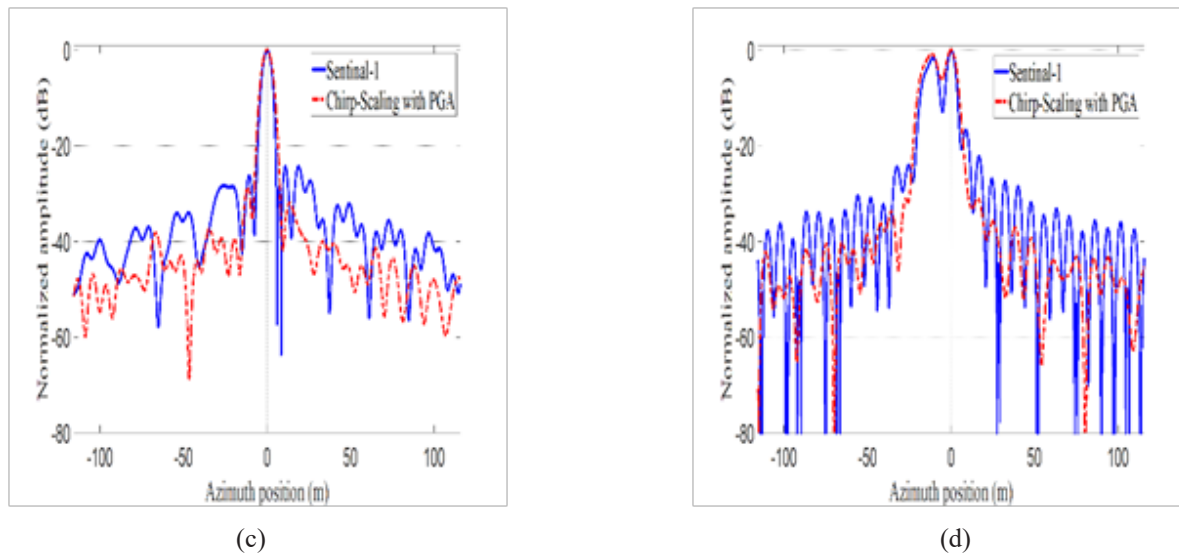 Normalized amplitude (dB)
0
-20
-40
-60
-80
Sentinal-1
Chirp-Scaling with PGA
-100
-50
0
50
100
Azimuth position (m)
(c)
Normalized amplitude (dB)
0
-20
-40
-60
-80
Sentinal-1
Chirp-Scaling with PGA
-100
-50
0
50
100
Azimuth position (m)
(d)